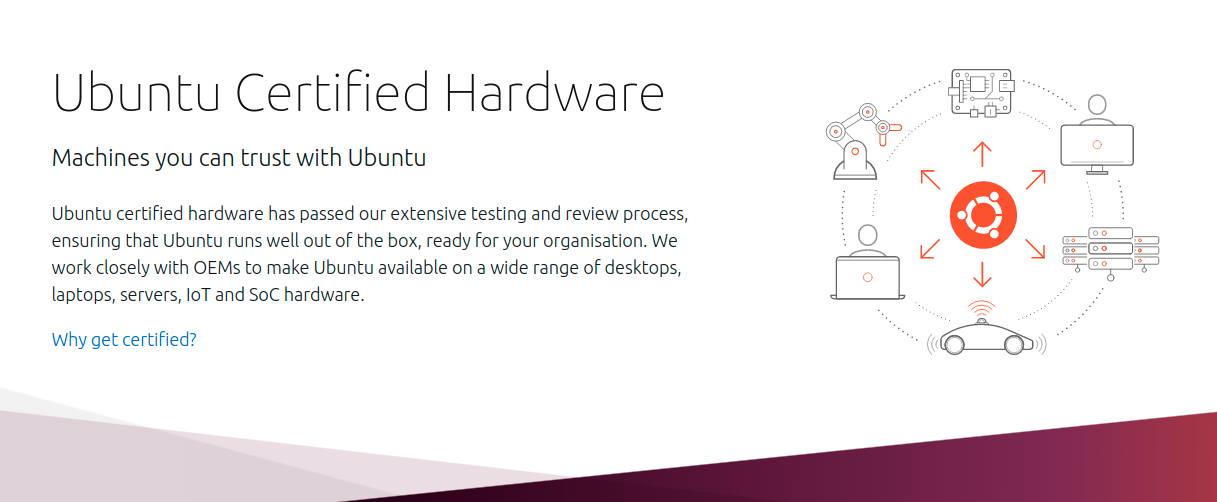 Ubuntu Certified Hardware
Machines you can trust with Ubuntu
Ubuntu certified hardware has passed our extensive testing and review process,
ensuring that Ubuntu runs well out of the box, ready for your organisation. We
work closely with OEMs to make Ubuntu available on a wide range of desktops,
laptops, servers, IoT and SoC hardware.
Why get certified?